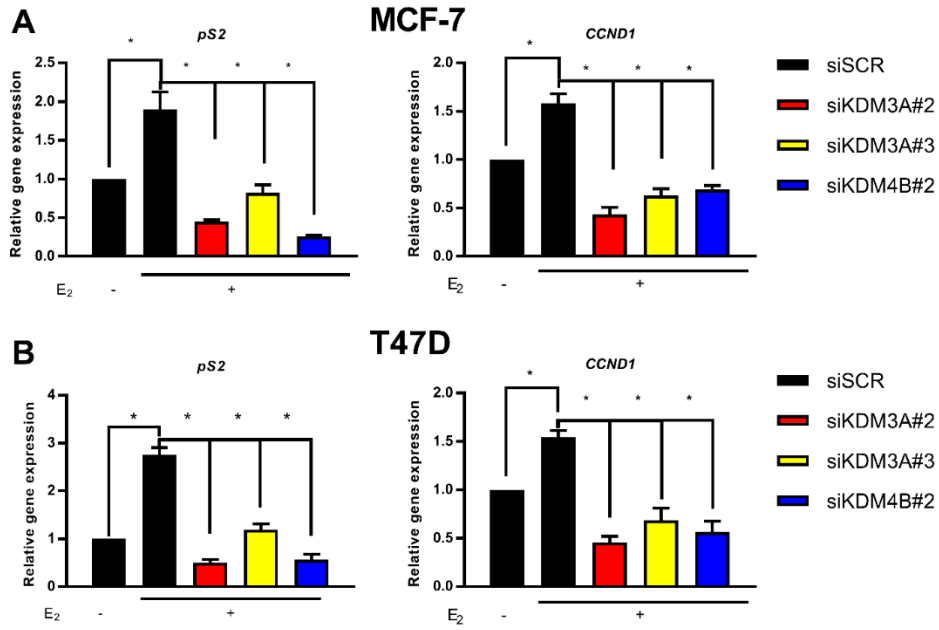 A
MCF-7
pS2
CCND1
*
* * *
*
* * *
Relative gene expression
2.5
2.0
1.5
1.0
0.5
0.0
Relative gene expression
2.0
1.5
1.0
0.5
0.0
siSCR
siKDM3A#2
siKDM3A#3
siKDM4B#2
E2 - +
E2 - +
B
T47D
pS2
CCND1
* * * *
*
* * *
Relative gene expression
4
3
2
1
0
Relative gene expression
2.0
1.5
1.0
0.5
0.0
siSCR
siKDM3A#2
siKDM3A#3
siKDM4B#2
E2 - +
E2 - +